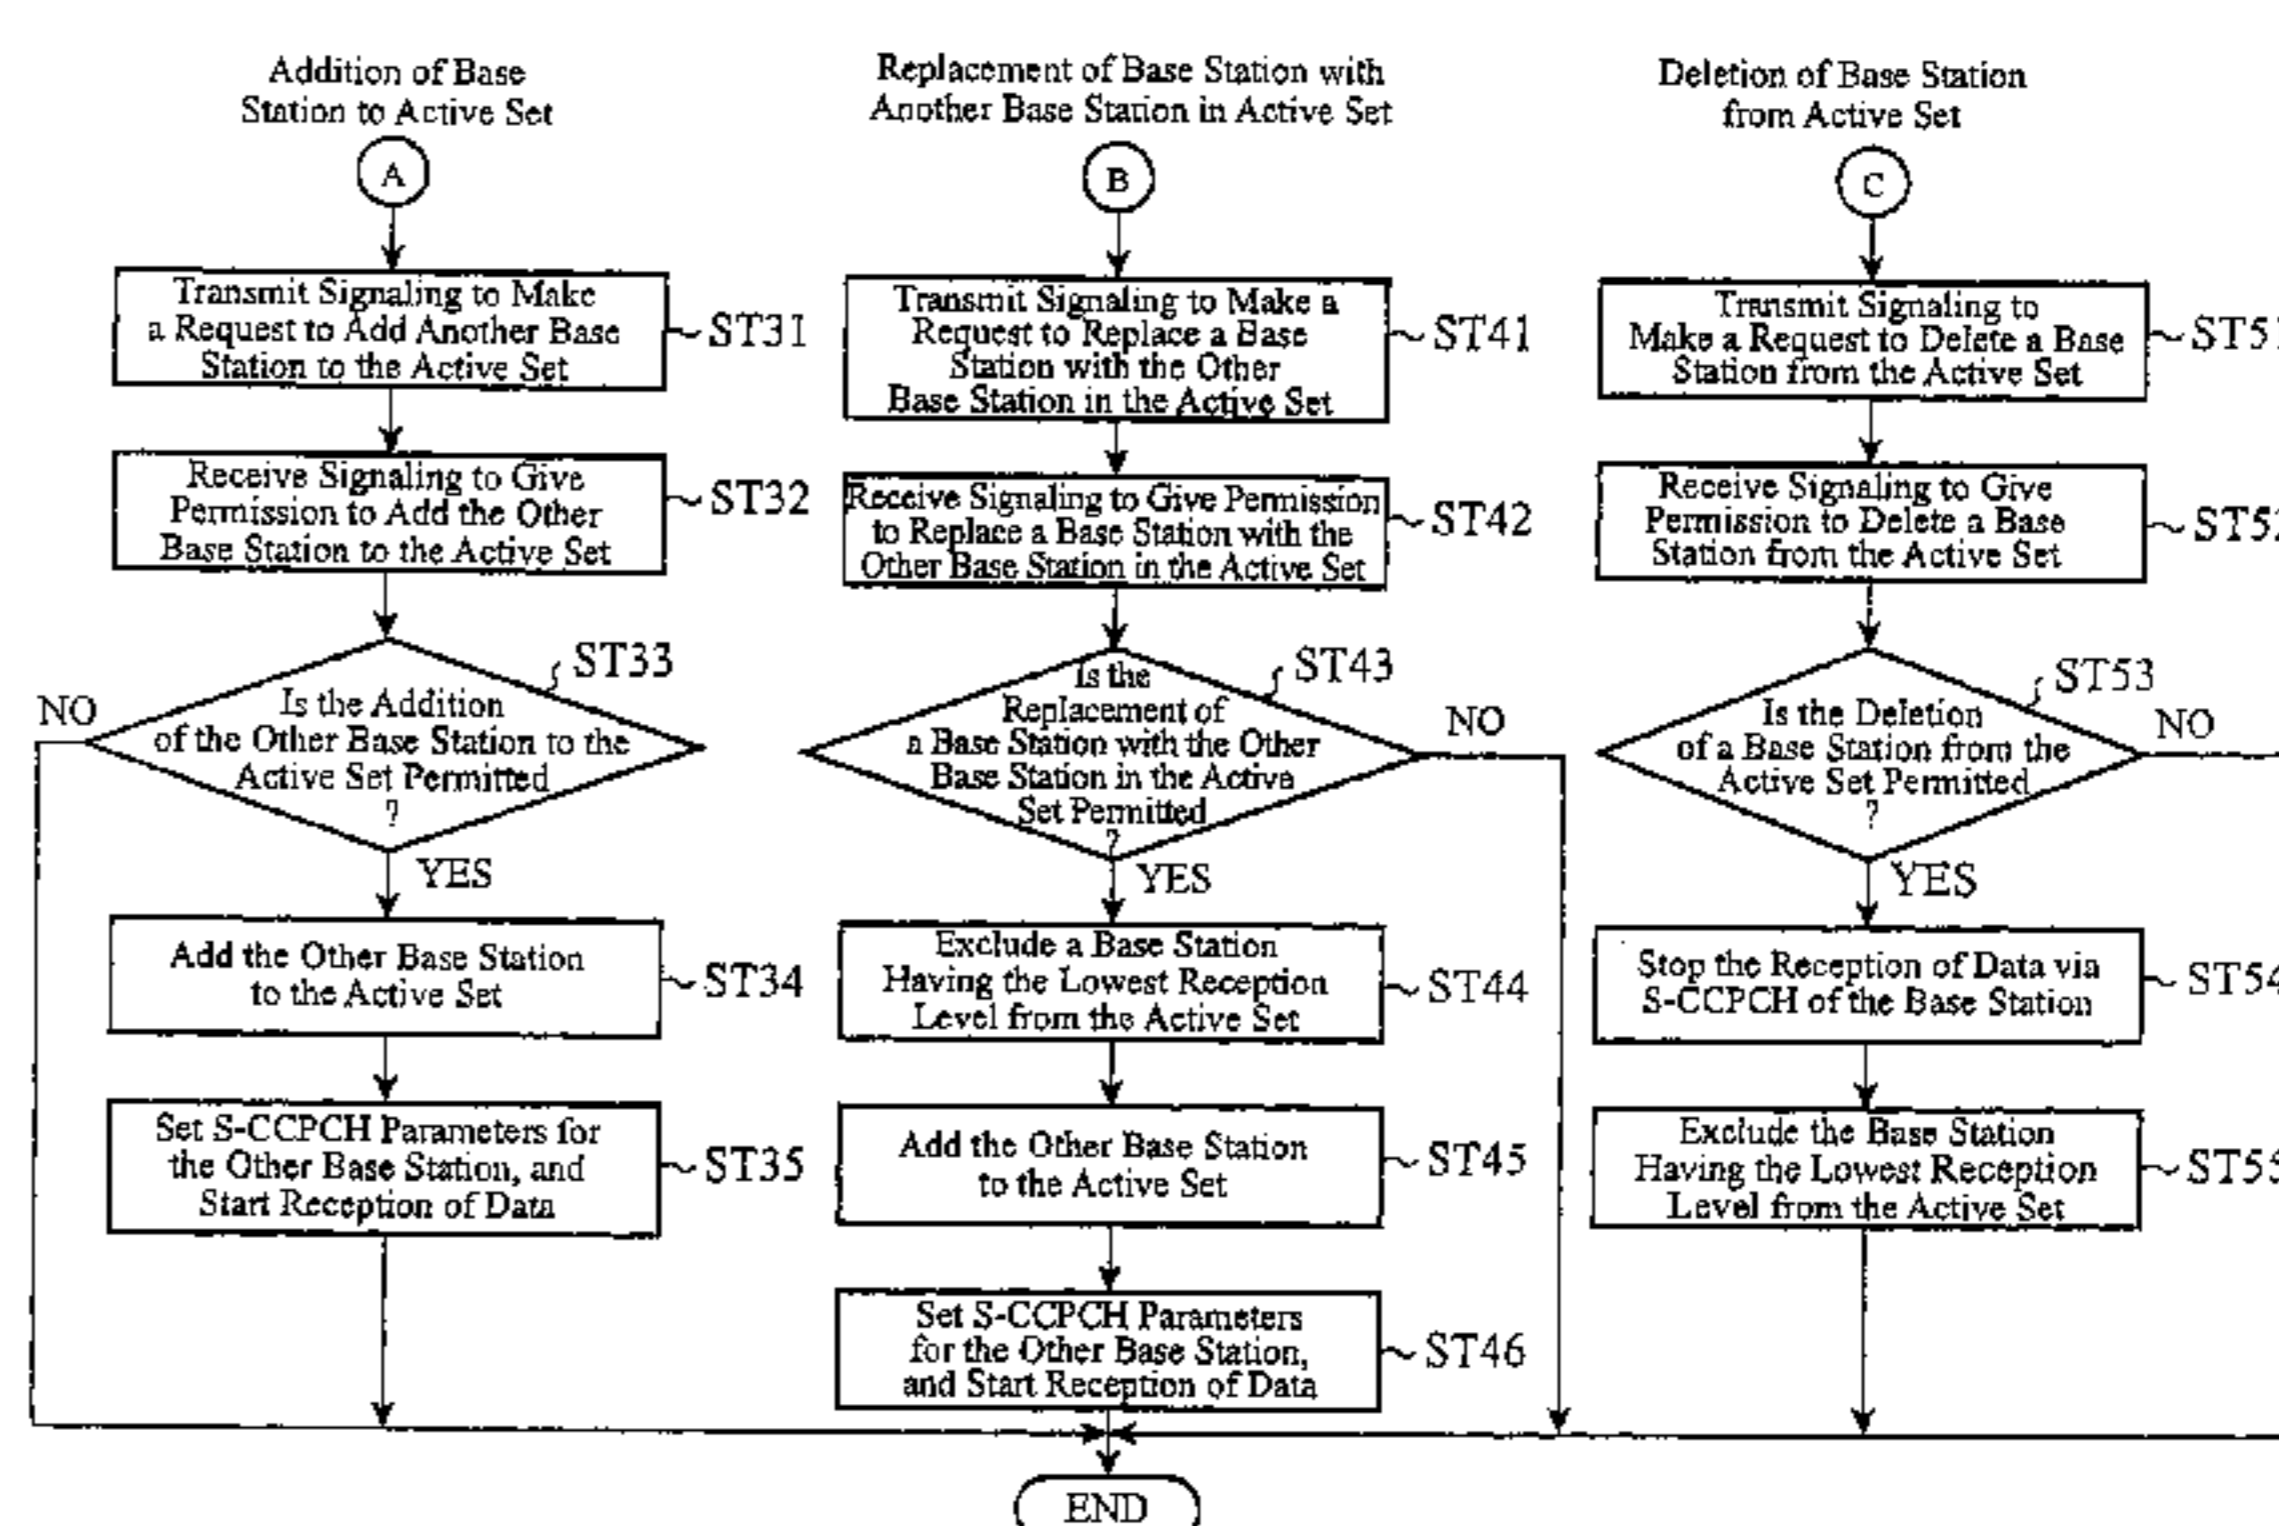 Addition of Base
Station to Active Set
A
Transmit Signaling to Make
a Request to Add Another Base
Station to the Active Set
ST31
Receive Signaling to Give
Permission to Add the Other
Base Station to the Active Set
ST32
ST33
NO
Is the Addition
of the Other Base Station to the
Active Set Permitted
?
YES
Add the Other Base Station
to the Active Set
ST34
Set S-CCPCH Parameters for
the Other Base Station, and
Start Reception of Data
ST35
Replacement of Base Station with
Another Base Station in Active Set
B
Transmit Signaling to Make a
Request to Replace a Base
Station with the Other
Base Station in the Active Set
ST41
Receive Signaling to Give Permission
to Replace a Base Station with the
Other Base Station in the Active Set
ST42
ST43
Is the
Replacement of
a Base Station with the Other
Base Station in the Active
Set Permitted
?
NO
YES
Exclude a Base Station
Having the Lowest Reception
Level from the Active Set
ST44
Add the Other Base Station
to the Active Set
ST45
Set S-CCPCH Parameters
for the Other Base Station,
and Start Reception of Data
ST46
END
Deletion of Base Station
from Active Set
C
Transmit Signaling to
Make a Request to Delete a Base
Station from the Active Set
ST51
Receive Signaling to Give
Permission to Delete a Base
Station from the Active Set
ST52
ST53
Is the Deletion
of a Base Station from the
Active Set Permitted
?
NO
YES
Stop the Reception of Data via
S-CCPCH of the Base Station
ST54
Exclude the Base Station
Having the Lowest Reception
Level from the Active Set
ST55